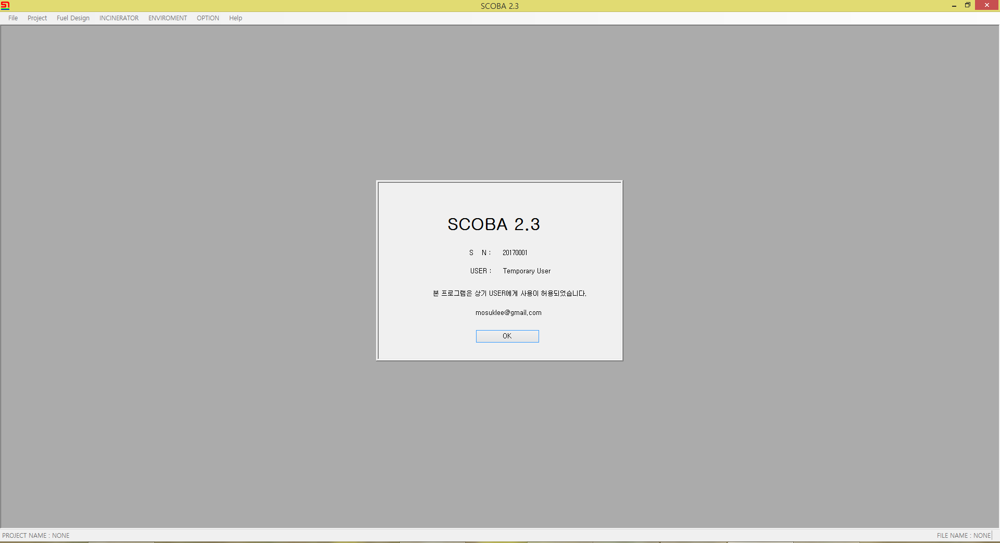 SCOBA 2.3
File Project Fuel Design INCINERATOR ENVIROMENT OPTION Help
SCOBA 2.3
S N : 20170001
USER : Temporary User
본 프로그램은 상기 USER에게 사용이 허용되었습니다.
mosuklee@gmail.com
OK
PROJECT NAME : NONE FILE NAME : NONE